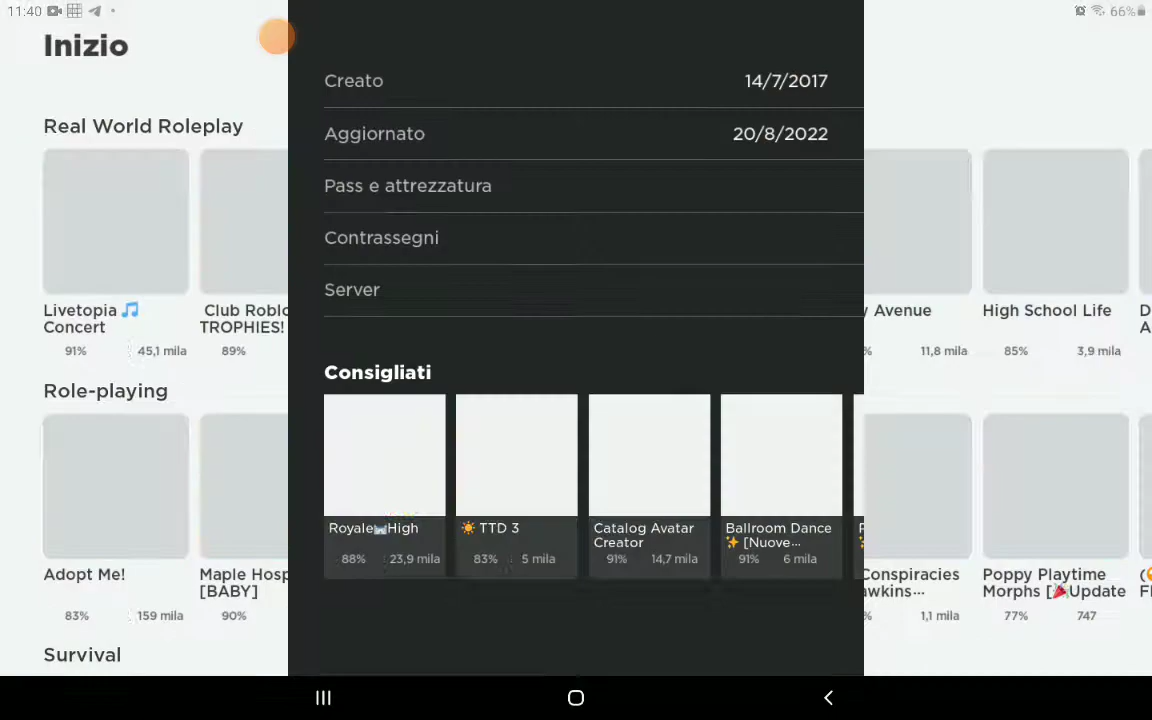 11:40
66%
Inizio
Real World Roleplay
Livetopia 🎵
Concert
91% 45,1 mila
Club Roblo
TROPHIES!
89%
Role-playing
Adopt Me!
83% 159 mila
Maple Hosp
[BABY]
90%
Survival
Creato 14/7/2017
Aggiornato 20/8/2022
Pass e attrezzatura
Contrassegni
Server
Consigliati
Royale🏰High
88% 23,9 mila
☀️ TTD 3
83% 5 mila
Catalog Avatar
Creator
91% 14,7 mila
Ballroom Dance
✨ [Nuove...
91% 6 mila
y Avenue
% 11,8 mila
High School Life
85% 3,9 mila
D
A
Conspiracies
awkins...
% 1,1 mila
Poppy Playtime
Morphs [🎉Update
77% 747